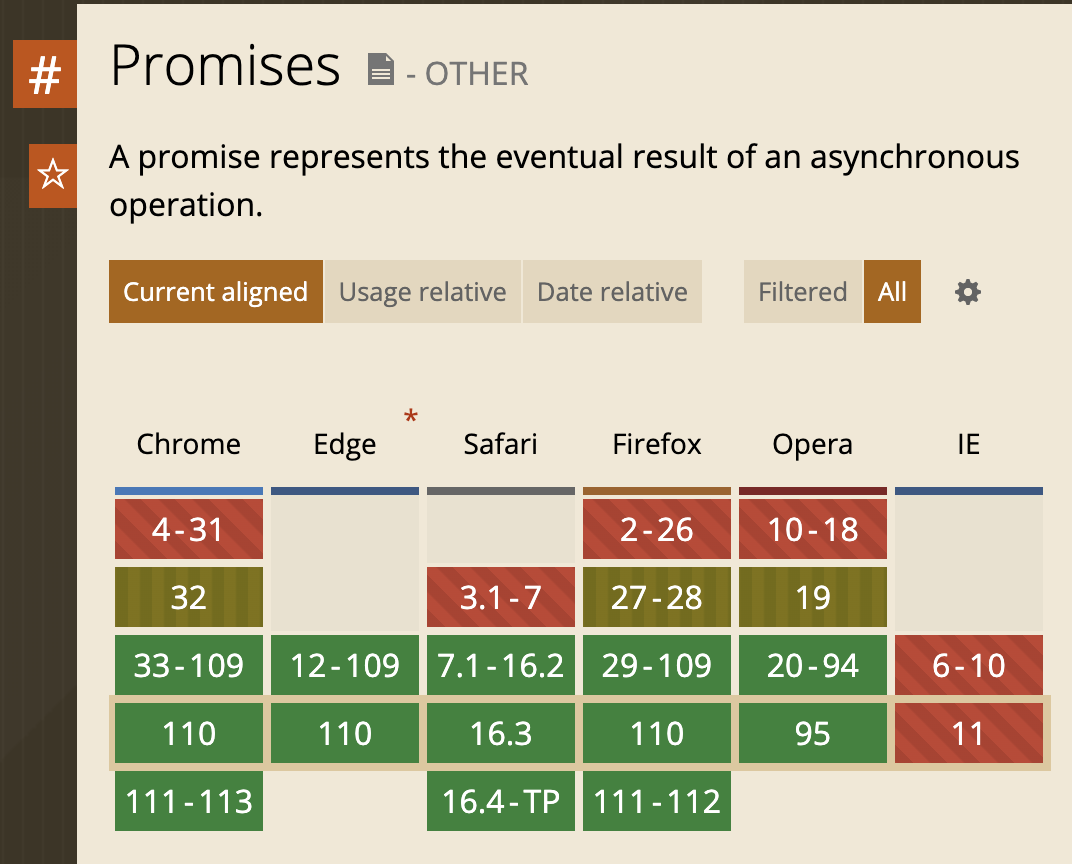 #
Promises - OTHER
A promise represents the eventual result of an asynchronous
operation.
Current aligned Usage relative Date relative Filtered All
*
Chrome Edge Safari Firefox Opera IE
4-31 2-26 10-18
32 3.1-7 27-28 19
33-109 12-109 7.1-16.2 29-109 20-94 6-10
110 110 16.3 110 95 11
111-113 16.4-TP 111-112